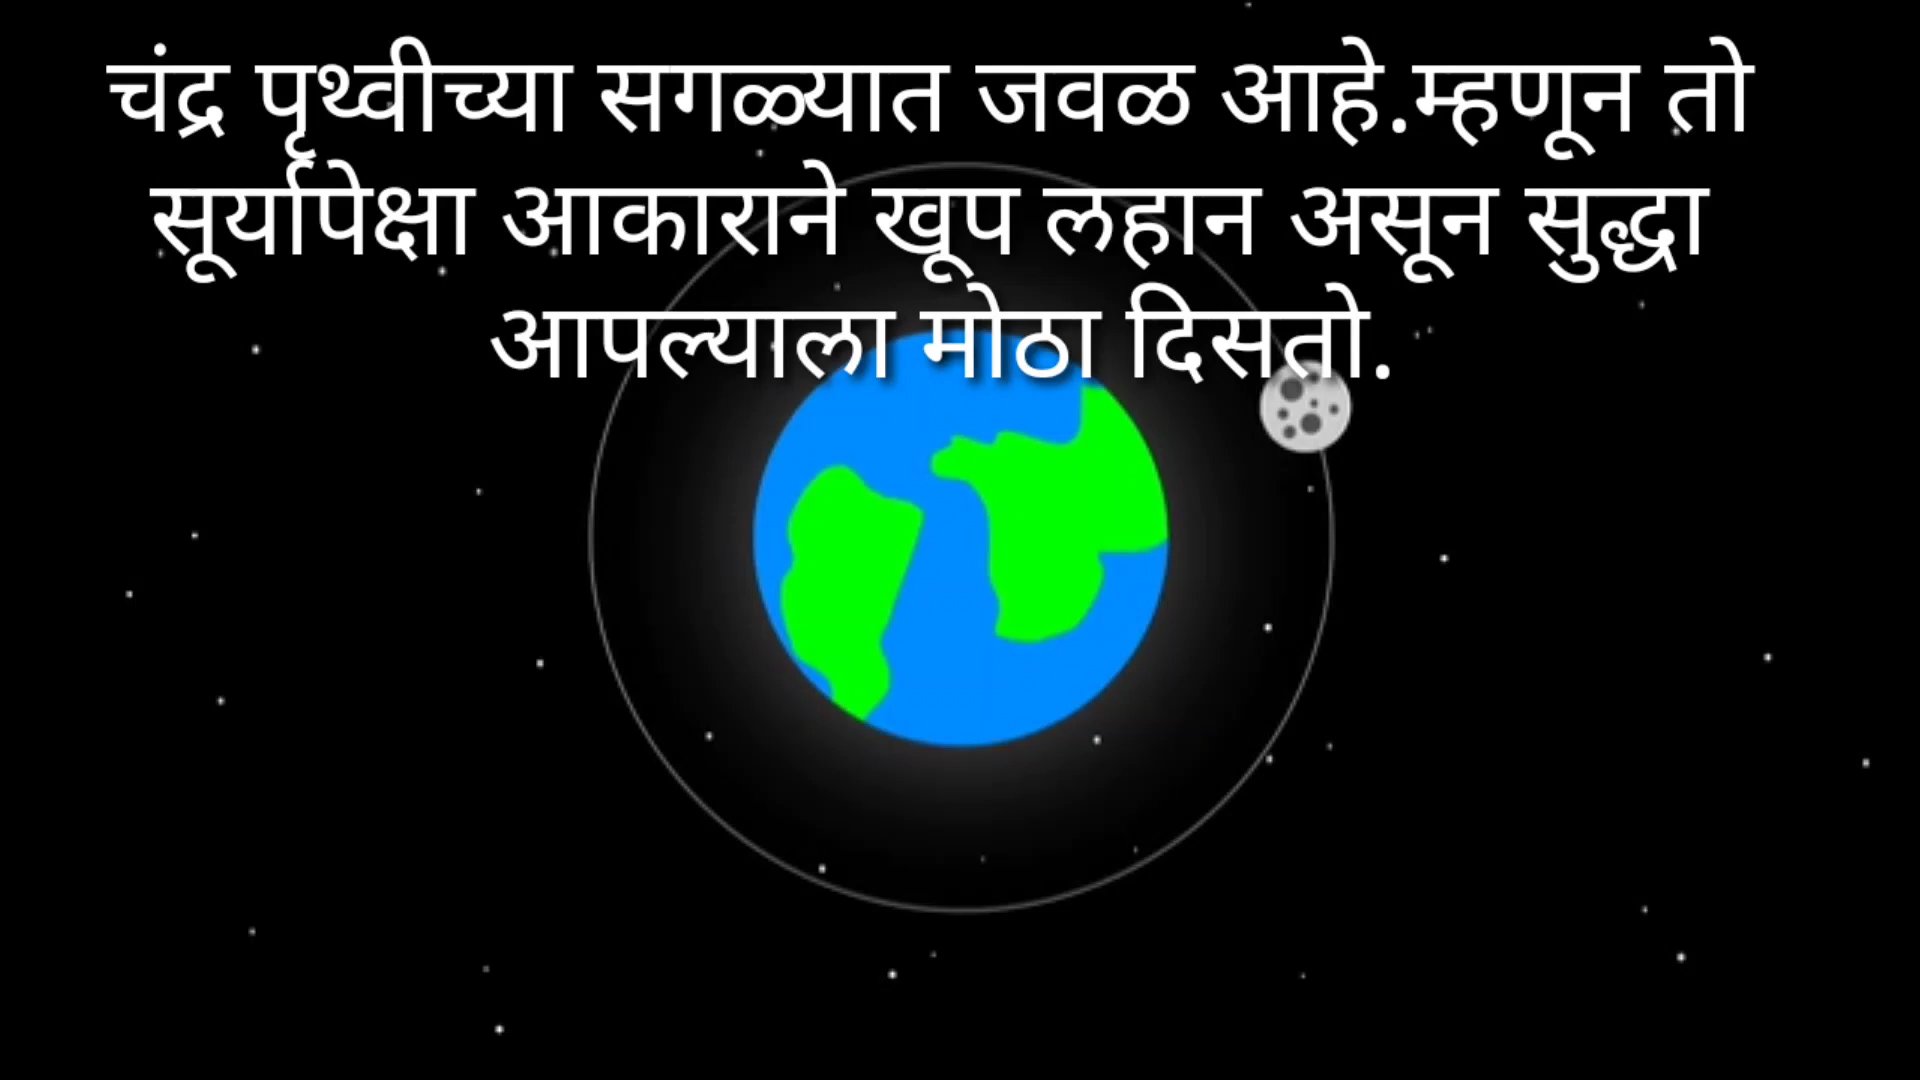 चंद्र पृथ्वीच्या सगळ्यात जवळ आहे.म्हणून तो
सूर्यापेक्षा आकाराने खूप लहान असून सुद्धा
आपल्याला मोठा दिसतो.